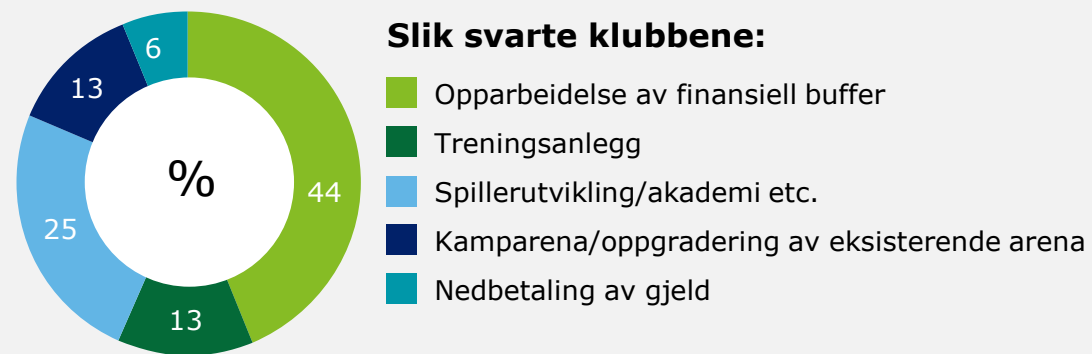 Slik svarte klubbene:
6
13
44
25
13
%
Opparbeidelse av finansiell buffer
Treningsanlegg
Spillerutvikling/akademi etc.
Kamparena/oppgradering av eksisterende arena
Nedbetaling av gjeld